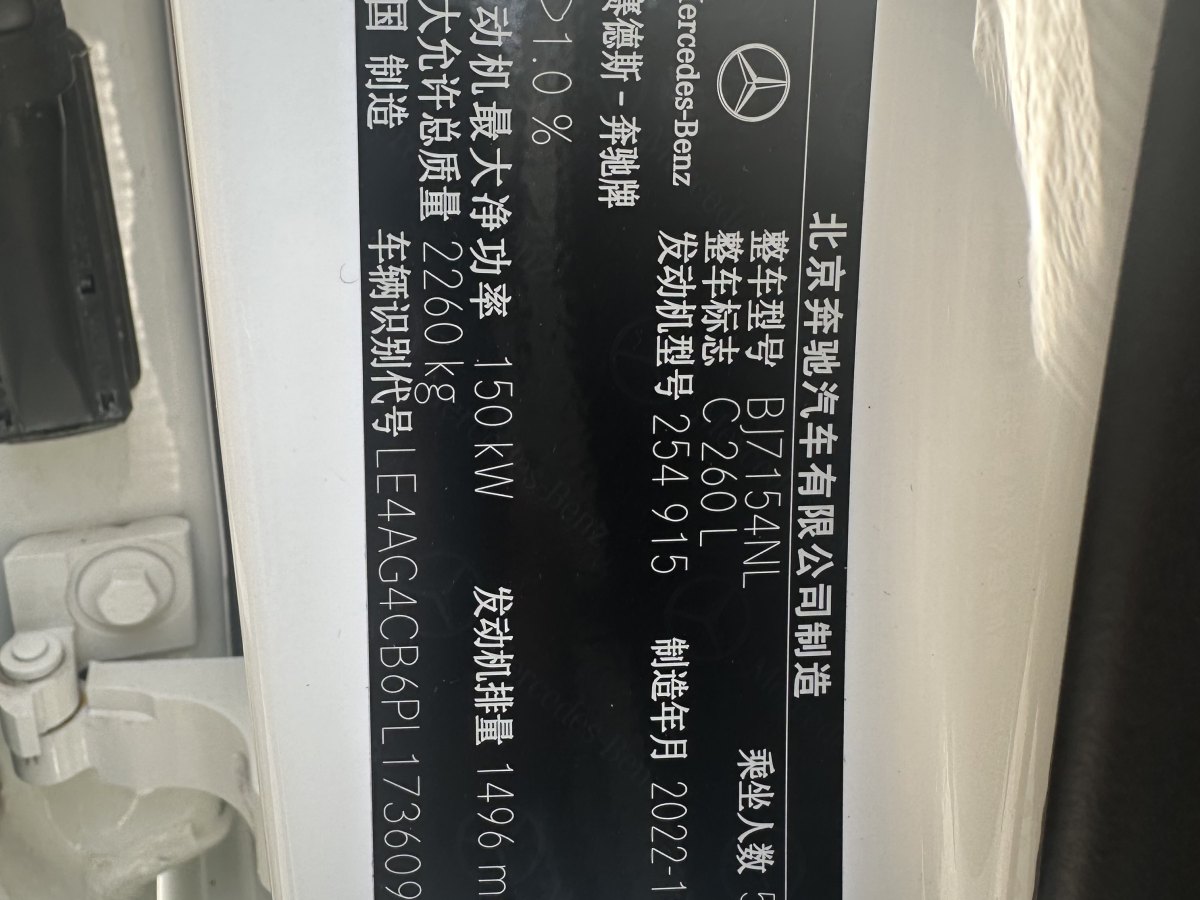 北京奔驰汽车有限公司制造
Mercedes-Benz
整车型号 BJ7154NL 乘坐人数 5
整车标志 C 260 L
发动机型号 254 915 制造年月 2022-1
赛德斯-奔驰牌
>1.0 %
动机最大净功率 150 kW 发动机排量 1496 m
大允许总质量 2260 kg
国 制造 车辆识别代号 LE4AG4CB6PL173609